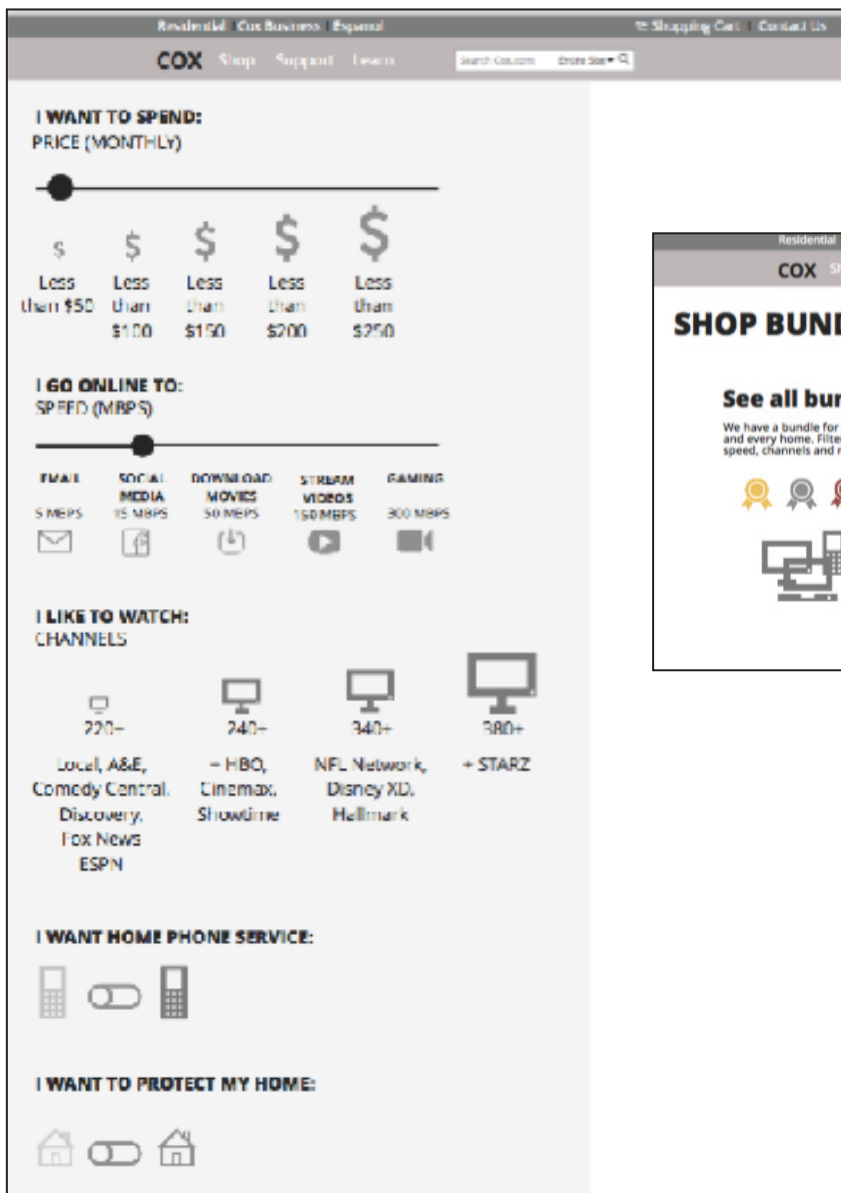 Residential | Cox Business | Espanol
Shopping Cart | Contact Us
COX Shop Support Learn
Search Cox.com Entire Site
I WANT TO SPEND:
PRICE (MONTHLY)
$ $ $ $ $
Less Less Less Less Less
than $50 than than than than
$100 $150 $200 $250
I GO ONLINE TO:
SPEED (MBPS)
EMAIL SOCIAL DOWNLOAD STREAM GAMING
MEDIA MOVIES VIDEOS
5 MBPS 15 MBPS 50 MBPS 150 MBPS 300 MBPS
I LIKE TO WATCH:
CHANNELS
220+ 240+ 340+ 380+
Local, A&E, + HBO, NFL Network, + STARZ
Comedy Central, Cinemax, Disney XD,
Discovery, Showtime Hallmark
Fox News
ESPN
I WANT HOME PHONE SERVICE:
I WANT TO PROTECT MY HOME:
Residential
COX
SHOP BUND
See all bun
We have a bundle for
and every home. Filte
speed, channels and